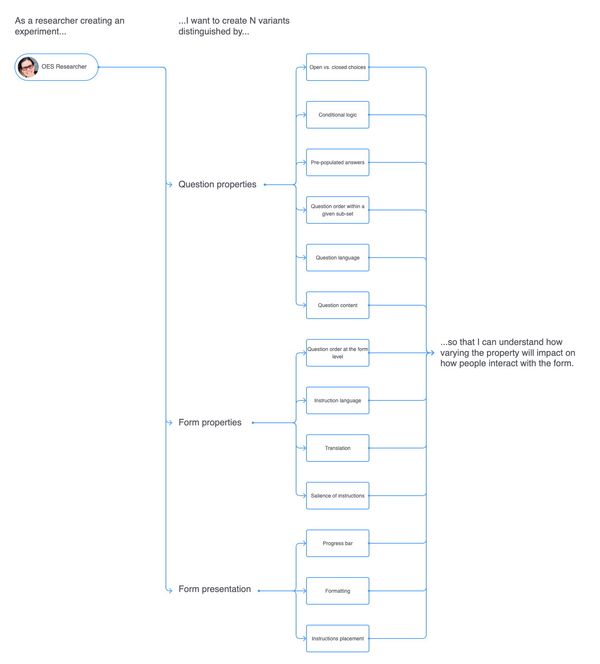 As a researcher creating an
experiment...
...I want to create N variants
distinguished by...
OES Researcher
Open vs. closed choices
Conditional logic
Pre-populated answers
Question properties
Question order within a
given sub-set
Question language
Question content
Question order at the form
level
...so that I can understand how
varying the property will impact on
how people interact with the form.
Instruction language
Form properties
Translation
Salience of instructions
Progress bar
Form presentation
Formatting
Instructions placement